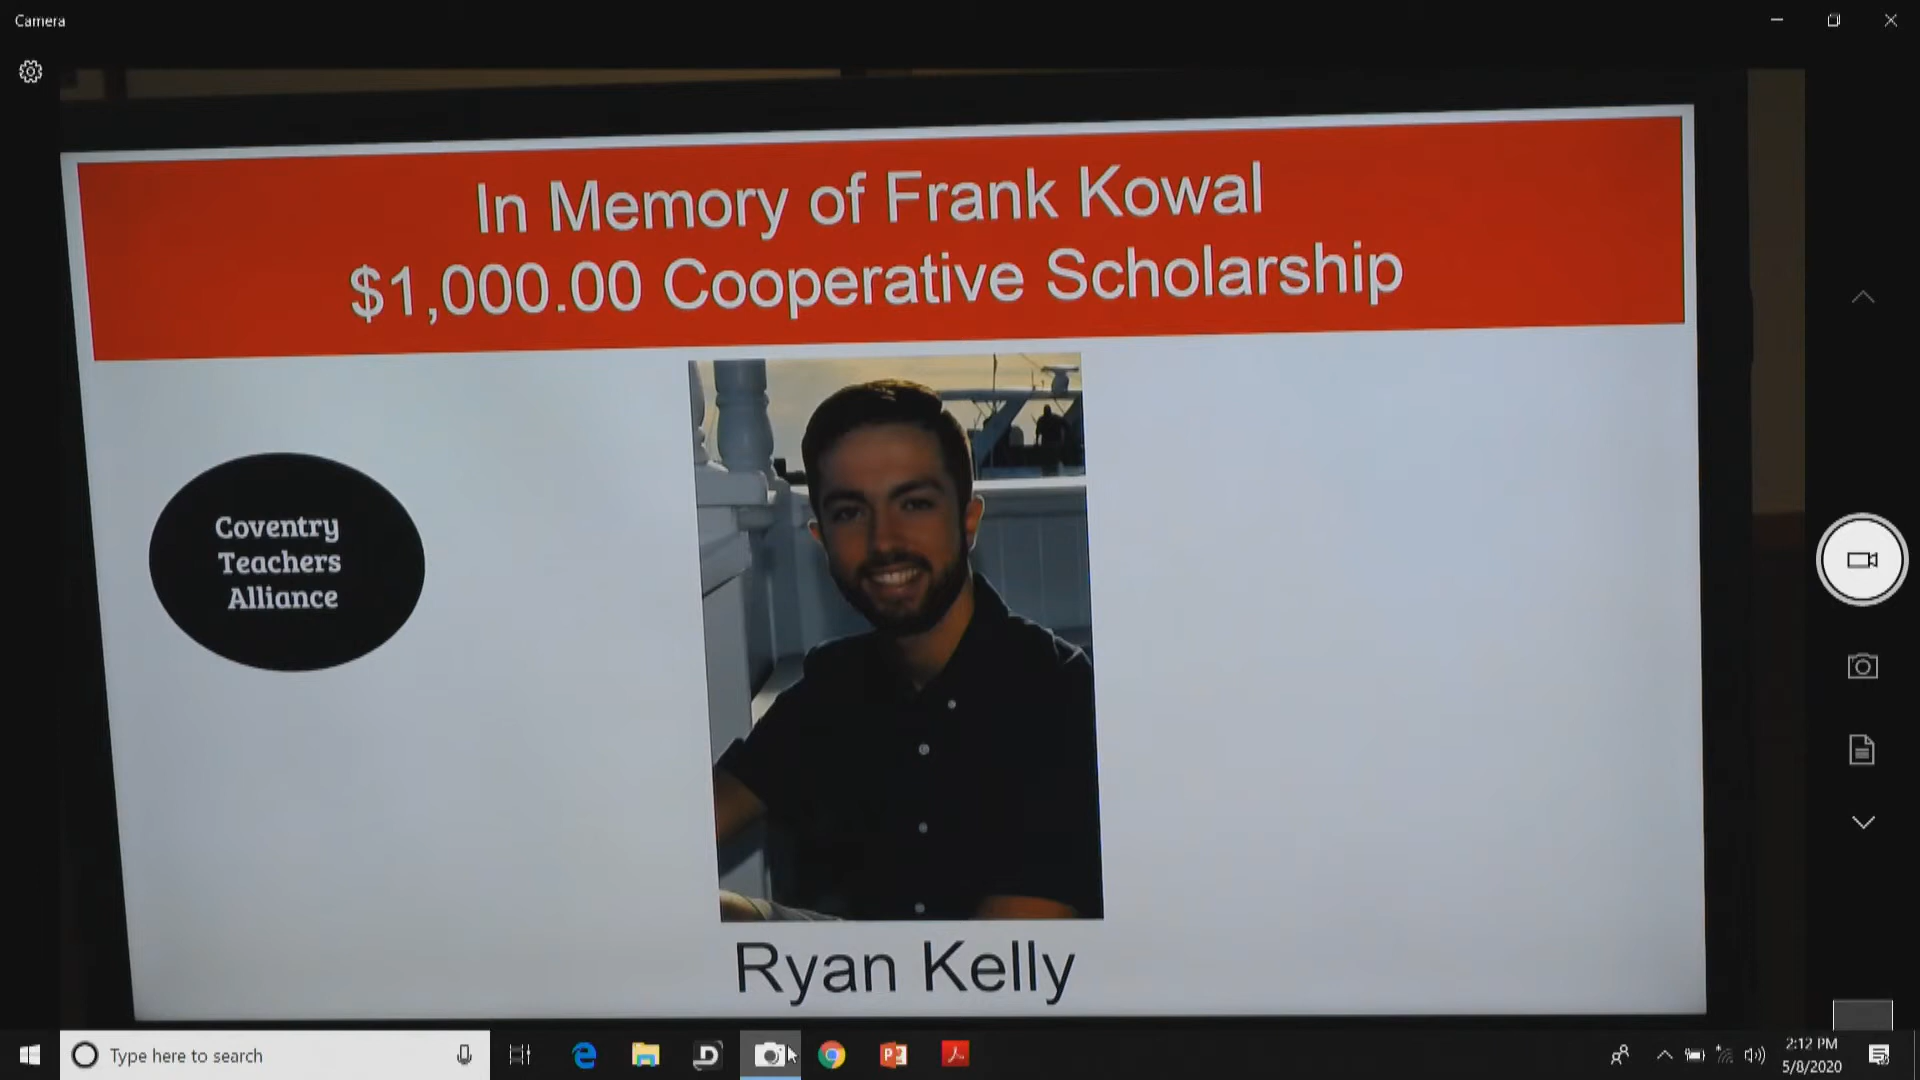 Camera
In Memory of Frank Kowal
$1,000.00 Cooperative Scholarship
Coventry
Teachers
Alliance
Ryan Kelly
Type here to search
2:12 PM
5/8/2020